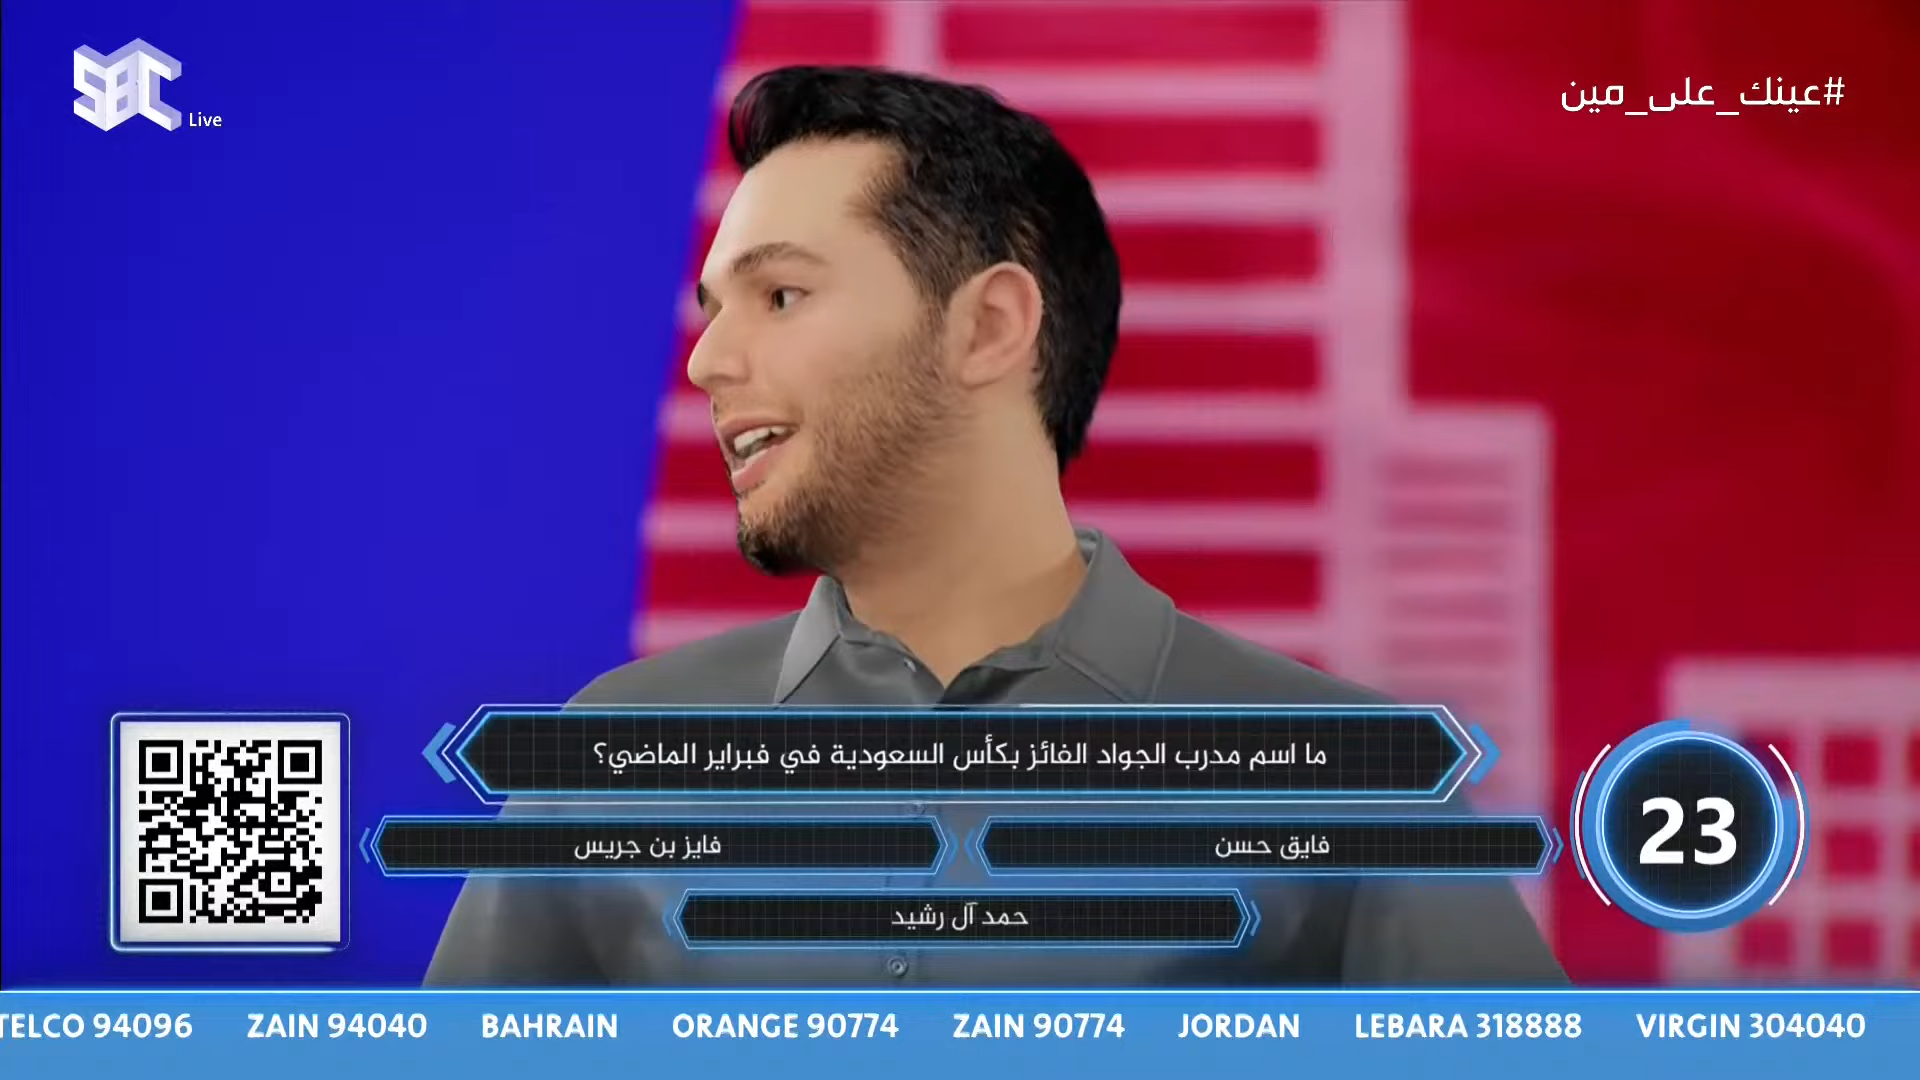 SBC Live
#عينك_على_مين
ما اسم مدرب الجواد الفائز بكأس السعودية في فبراير الماضي؟
فايق حسن
فايز بن جريس
حمد آل رشيد
23
TELCO 94096 ZAIN 94040 BAHRAIN ORANGE 90774 ZAIN 90774 JORDAN LEBARA 318888 VIRGIN 304040